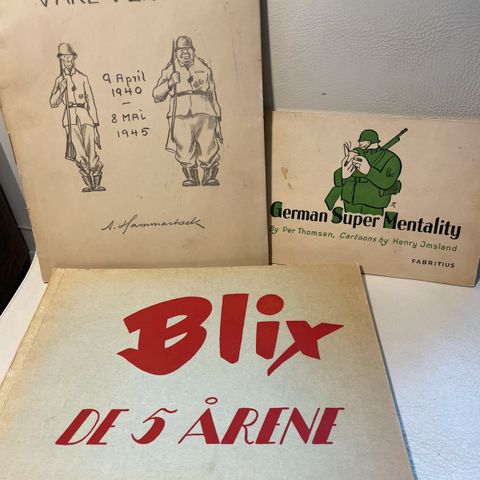 9 April
1940
—
8 MAI
1945
A. Hammarbeck
German Super Mentality
by Per Thomsen, Cartoons by Henry Imsland
FABRITIUS
Blix
DE 5 ÅRENE